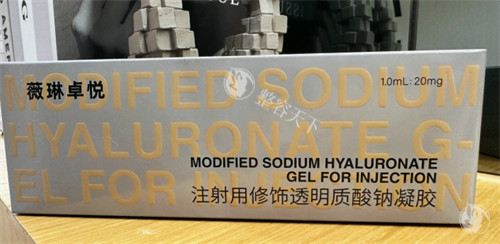 薇琳卓悦
1.0mL:20mg
MODIFIED SODIUM
HYALURONATE G-
EL FOR INJECTION
MODIFIED SODIUM HYALURONATE
GEL FOR INJECTION
注射用修饰透明质酸钠凝胶
整容天下